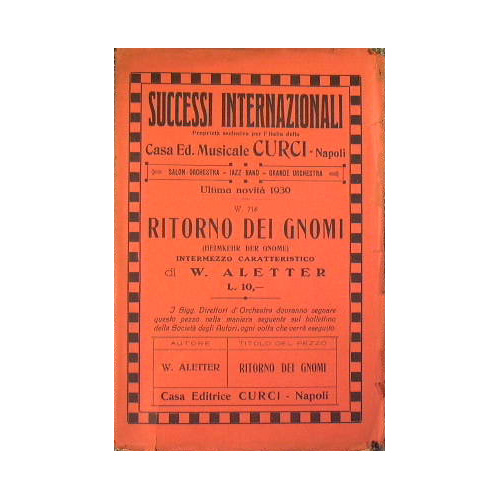 SUCCESSI INTERNAZIONALI
Proprietà esclusiva per l'Italia della
Casa Ed. Musicale CURCI - Napoli
SALON ORCHESTRA - JAZZ BAND - GRANDE ORCHESTRA
Ultima novità 1930
W. 718
RITORNO DEI GNOMI
(HEIMKEHR DER GNOME)
INTERMEZZO CARATTERISTICO
di W. ALETTER
L. 10,—
I Sigg. Direttori d'Orchestra dovranno segnare
questo pezzo nella maniera seguente sul bollettino
della Società degli Autori, ogni volta che verrà eseguito
AUTORE TITOLO DEL PEZZO
W. ALETTER RITORNO DEI GNOMI
Casa Editrice CURCI - Napoli